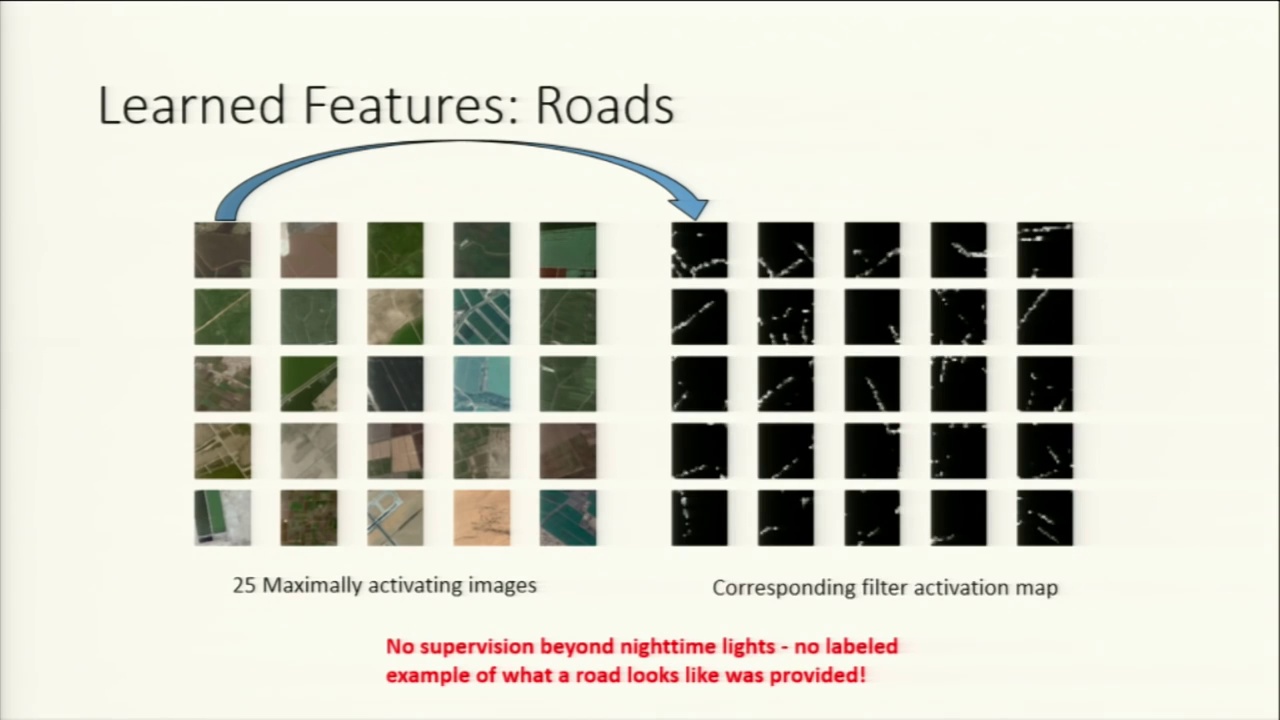 Learned Features: Roads
25 Maximally activating images
Corresponding filter activation map
No supervision beyond nighttime lights - no labeled
example of what a road looks like was provided!